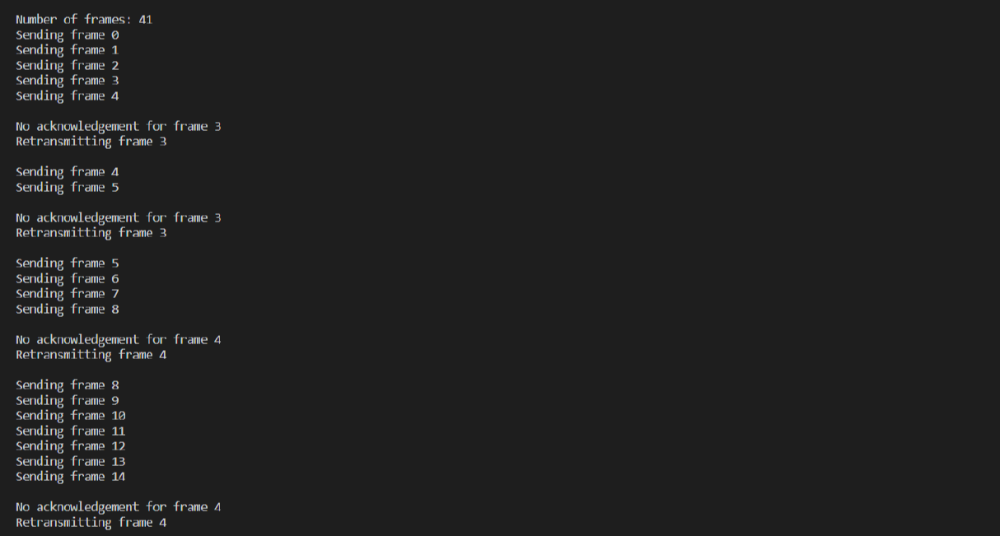 Number of frames: 41
Sending frame 0
Sending frame 1
Sending frame 2
Sending frame 3
Sending frame 4
No acknowledgement for frame 3
Retransmitting frame 3
Sending frame 4
Sending frame 5
No acknowledgement for frame 3
Retransmitting frame 3
Sending frame 5
Sending frame 6
Sending frame 7
Sending frame 8
No acknowledgement for frame 4
Retransmitting frame 4
Sending frame 8
Sending frame 9
Sending frame 10
Sending frame 11
Sending frame 12
Sending frame 13
Sending frame 14
No acknowledgement for frame 4
Retransmitting frame 4